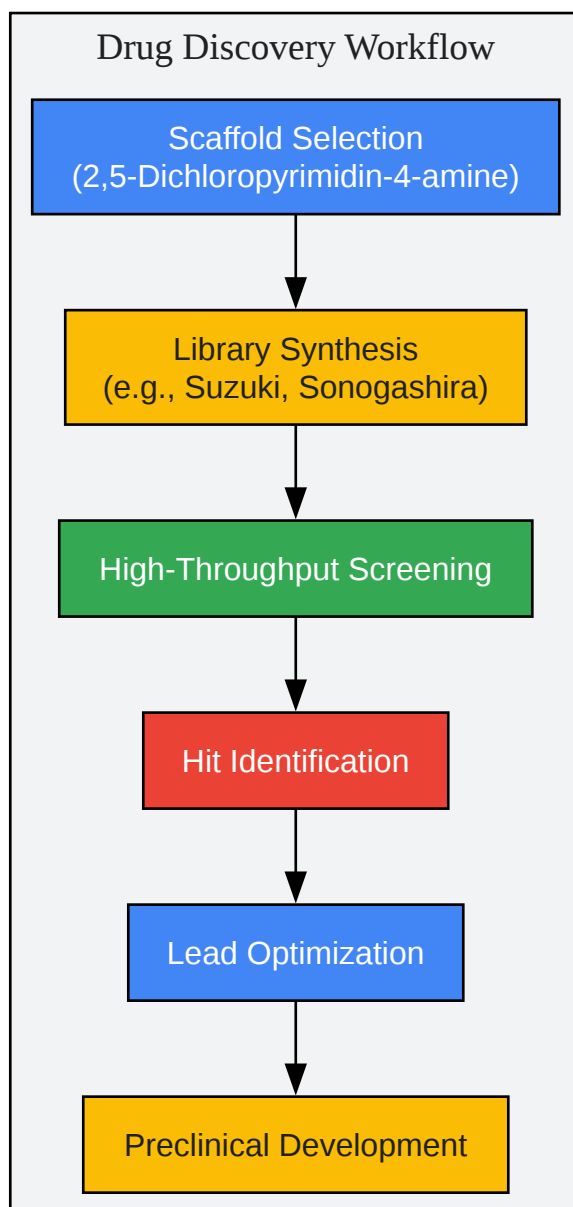 Drug Discovery Workflow
Scaffold Selection
(2,5-Dichloropyrimidin-4-amine)
Library Synthesis
(e.g., Suzuki, Sonogashira)
High-Throughput Screening
Hit Identification
Lead Optimization
Preclinical Development